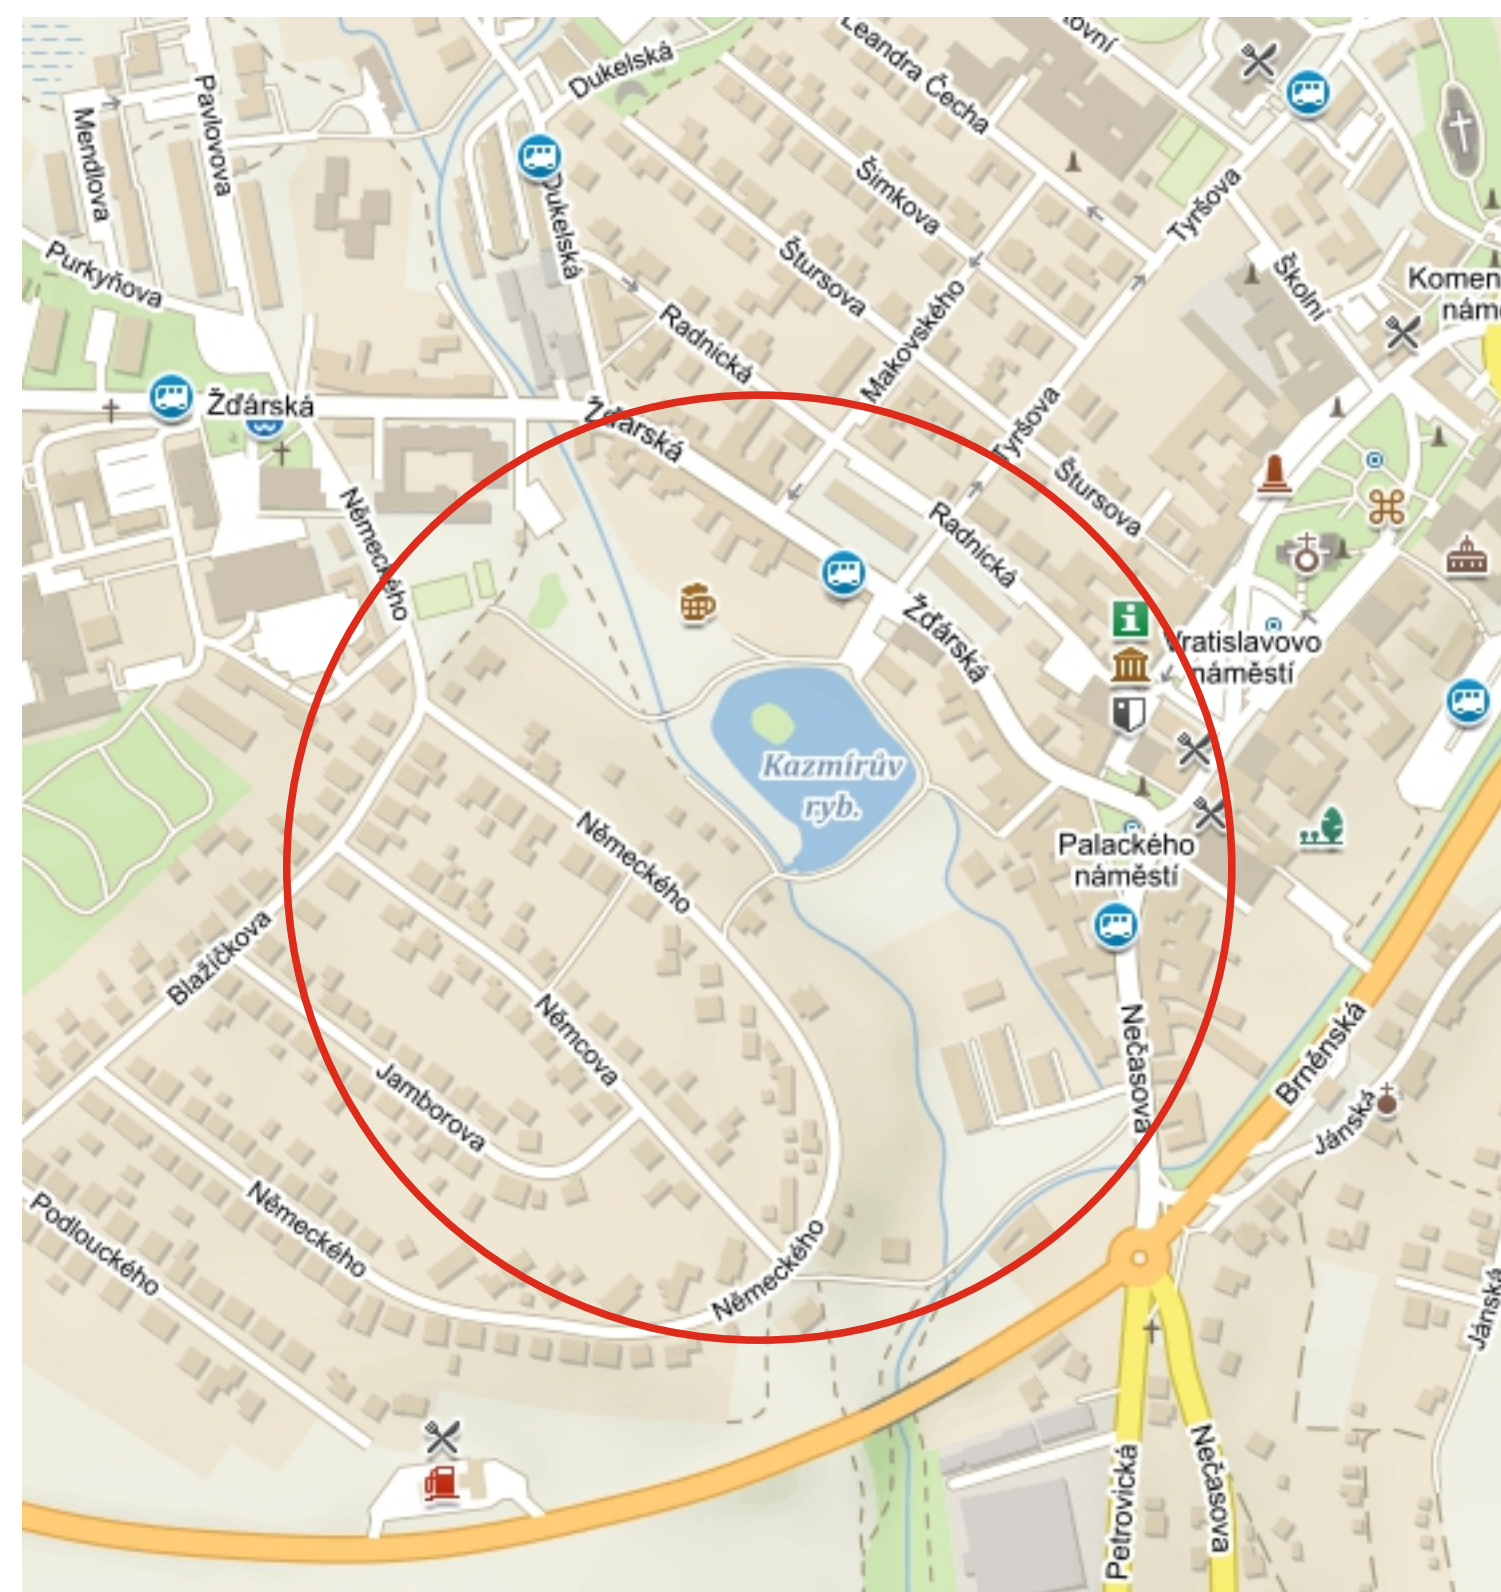 Leandra Čecha
Dukelská
Pavlovova
Mendlova
Dukelská
Šimkova
Tyršova
Purkyňova
Štursova
Školní
Makovského
Radnická
Žďárská
Žďárská
Tyršova
Štursova
Německého
Radnická
Žďárská
Vratislavovo
náměstí
Kazmírův
ryb.
Německého
Palackého
náměstí
Blažíčkova
Němcova
Nečasova
Brněnská
Jamborova
Jánská
Německého
Podlouckého
Německého
Jánská
Petrovická
Nečasova